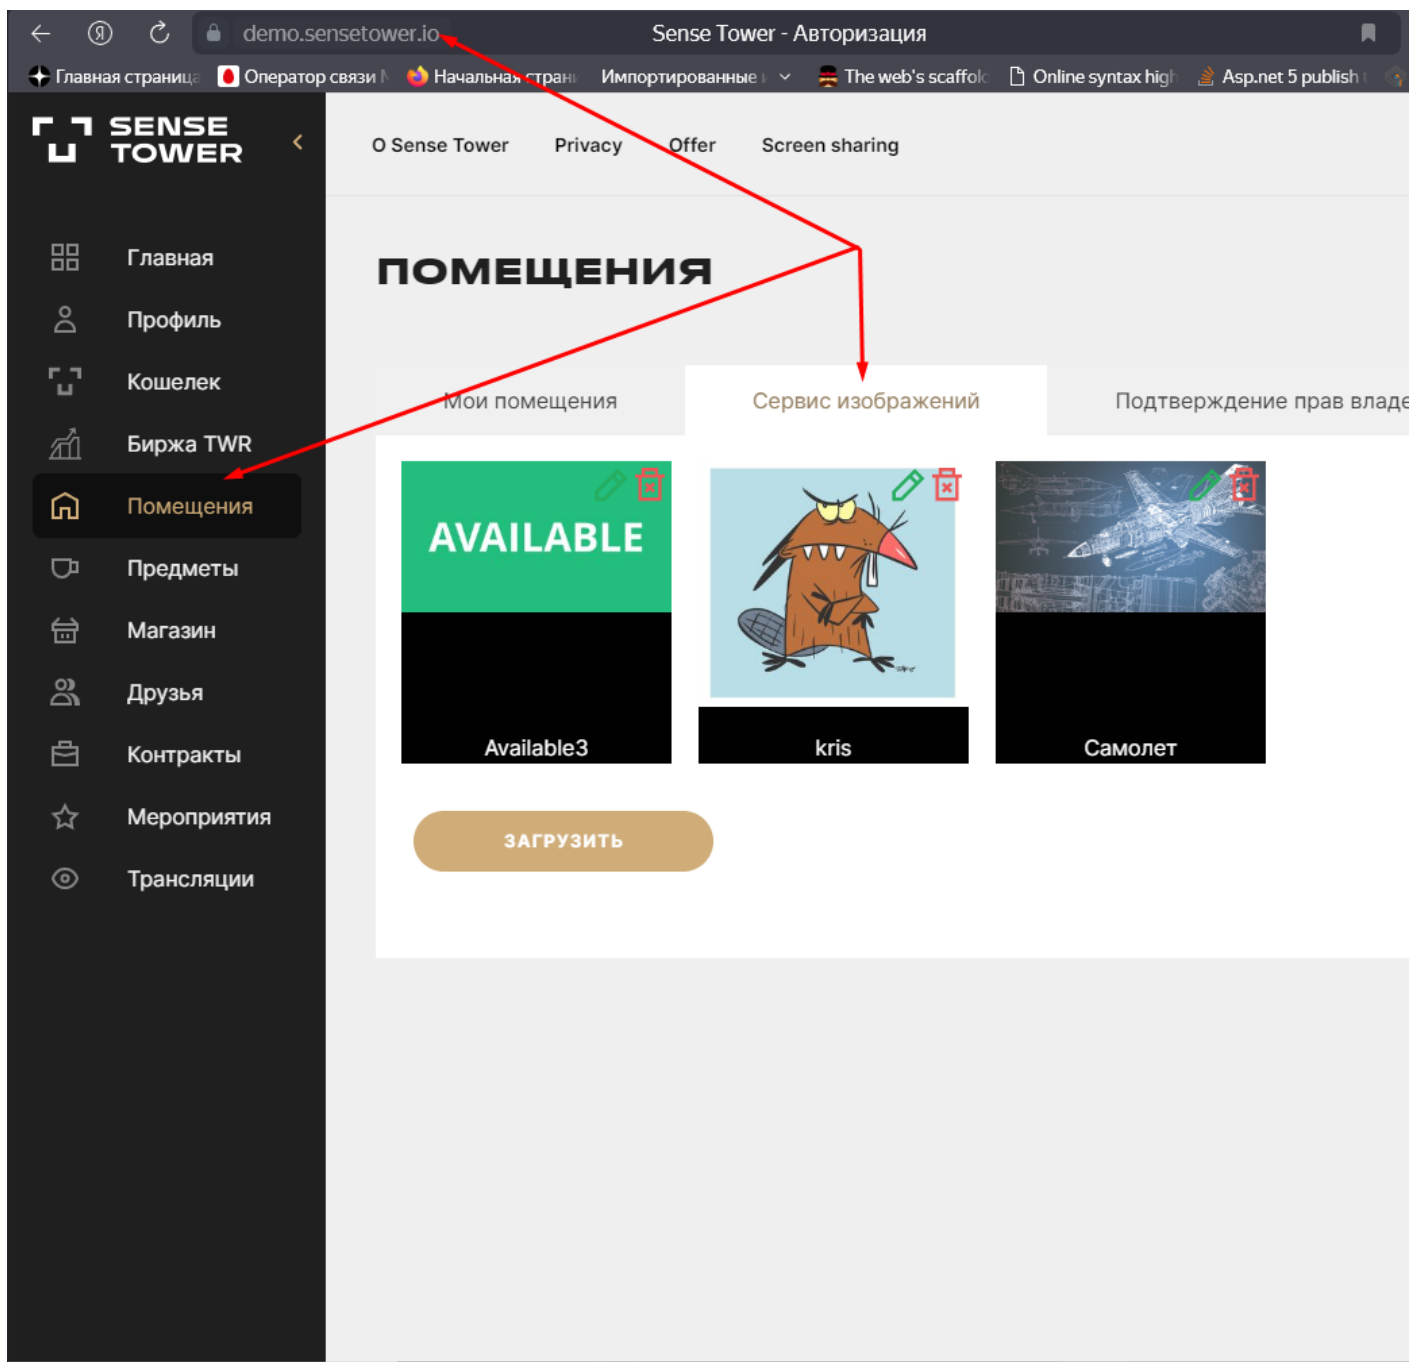 demo.sensetower.io
Sense Tower - Авторизация
Главная страница
Оператор связи
Начальная
Импортированные
The web's scaffold
Online syntax high
Asp.net 5 publish
SENSE
TOWER
О Sense Tower
Privacy
Offer
Screen sharing
Главная
Профиль
Кошелек
Биржа TWR
Помещения
Предметы
Магазин
Друзья
Контракты
Мероприятия
Трансляции
ПОМЕЩЕНИЯ
Мои помещения
Сервис изображений
Подтверждение прав владе
AVAILABLE
Available3
kris
Самолет
ЗАГРУЗИТЬ